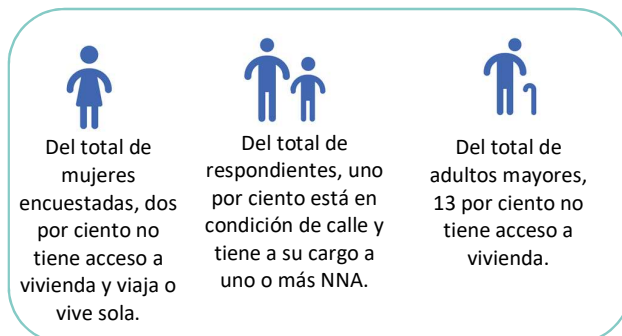 Del total de
mujeres
encuestadas, dos
por ciento no
tiene acceso a
vivienda y viaja o
vive sola.
Del total de
respondientes, uno
por ciento está en
condición de calle y
tiene a su cargo a
uno o más NNA.
Del total de
adultos mayores,
13 por ciento no
tiene acceso a
vivienda.